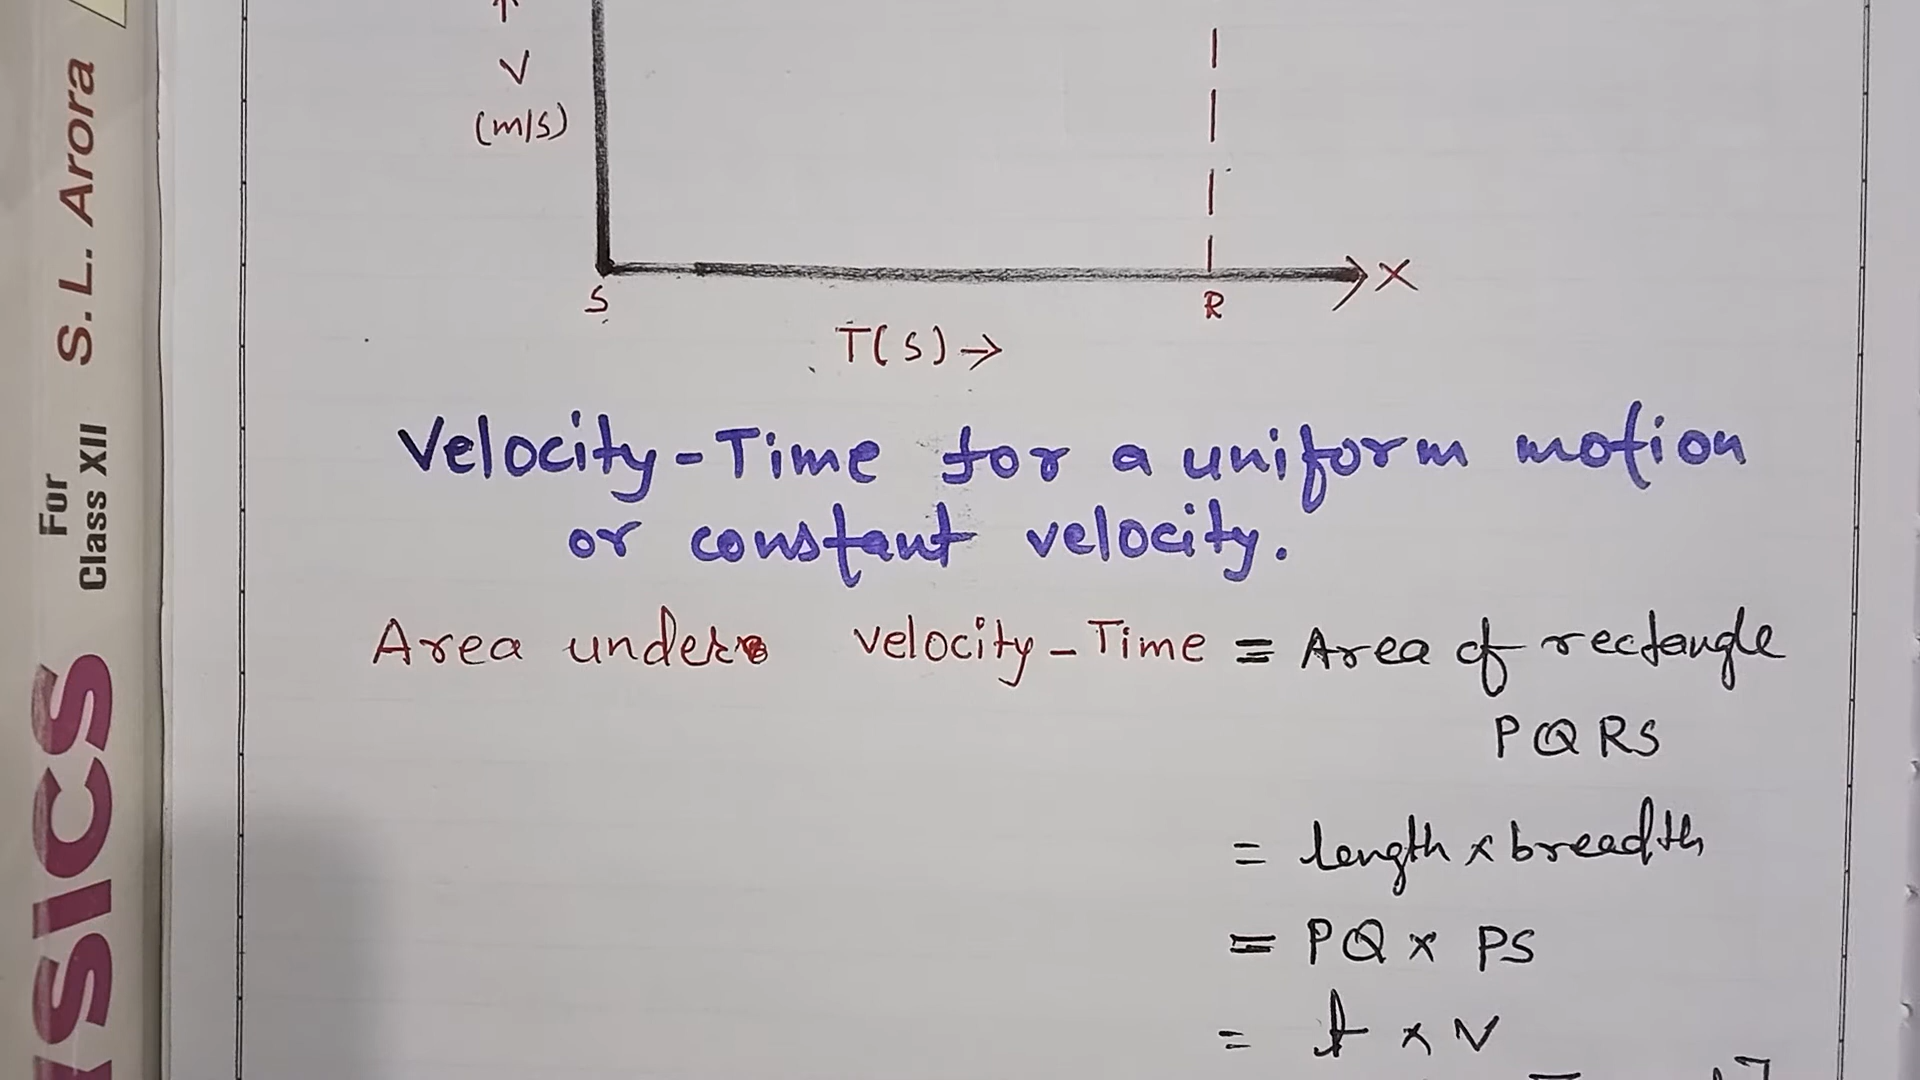 V
(m/s)
X
S
R
T(S) →
Velocity-Time for a uniform motion
or constant velocity.
Area under velocity-Time = Area of rectangle
PQRS
= length × breadth
= PQ × PS
= t × v
S. L. Arora
For
Class XII
SICS